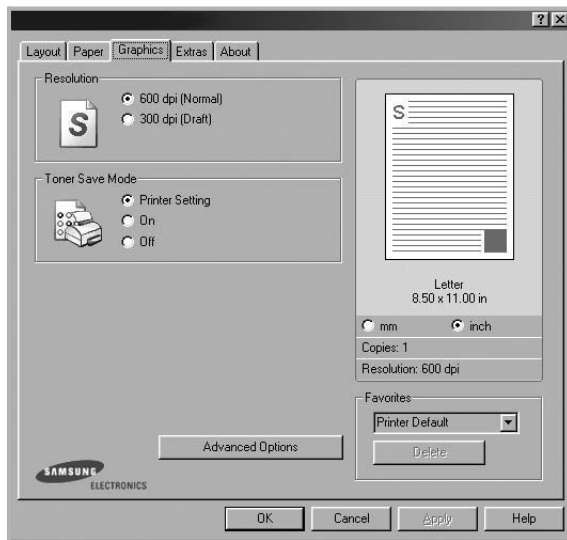 ? X
Layout Paper Graphics Extras About
Resolution
600 dpi (Normal)
300 dpi (Draft)
S
Toner Save Mode
Printer Setting
On
Off
S
Letter
8.50 x 11.00 in
mm inch
Copies: 1
Resolution: 600 dpi
Favorites
Printer Default
Delete
Advanced Options
SAMSUNG
ELECTRONICS
OK Cancel Apply Help